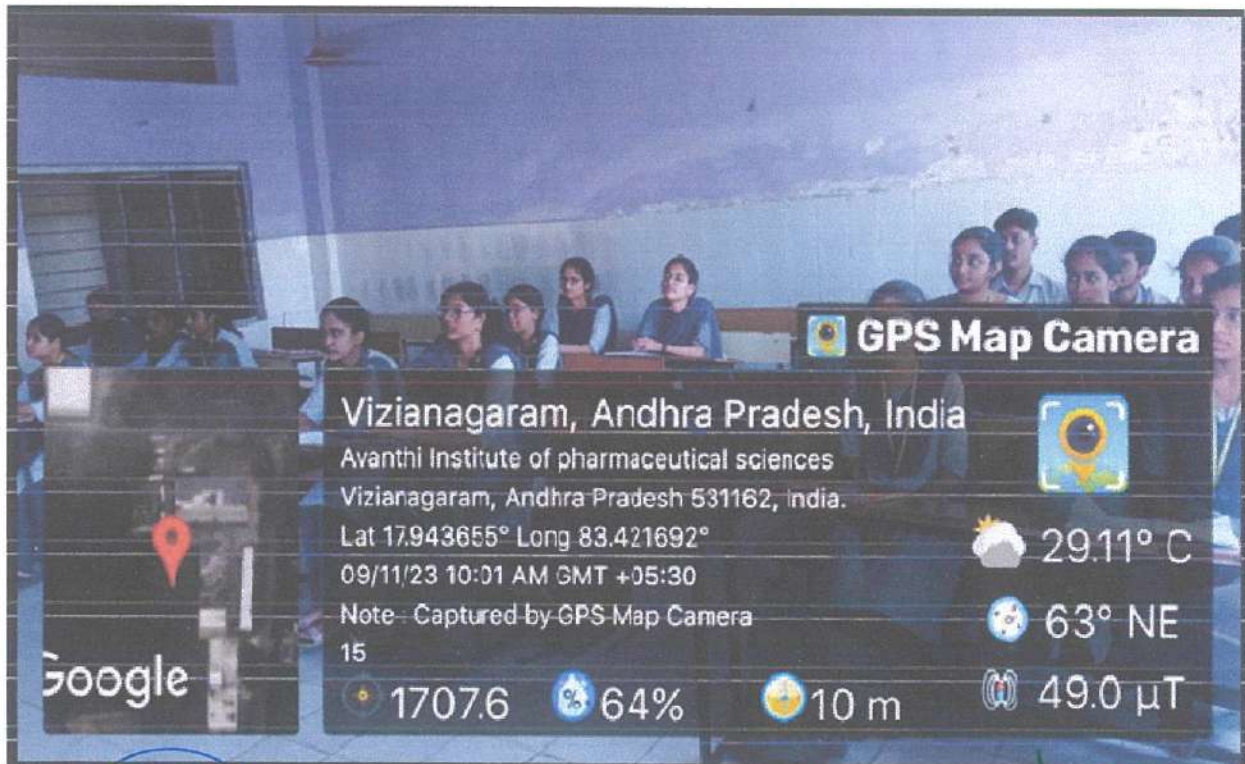 GPS Map Camera
Vizianagaram, Andhra Pradesh, India
Avanthi Institute of pharmaceutical sciences
Vizianagaram, Andhra Pradesh 531162, India.
Lat 17.943655° Long 83.421692°
09/11/23 10:01 AM GMT +05:30
Note : Captured by GPS Map Camera
15
29.11° C
63° NE
1707.6 64% 10 m 49.0 µT
Google